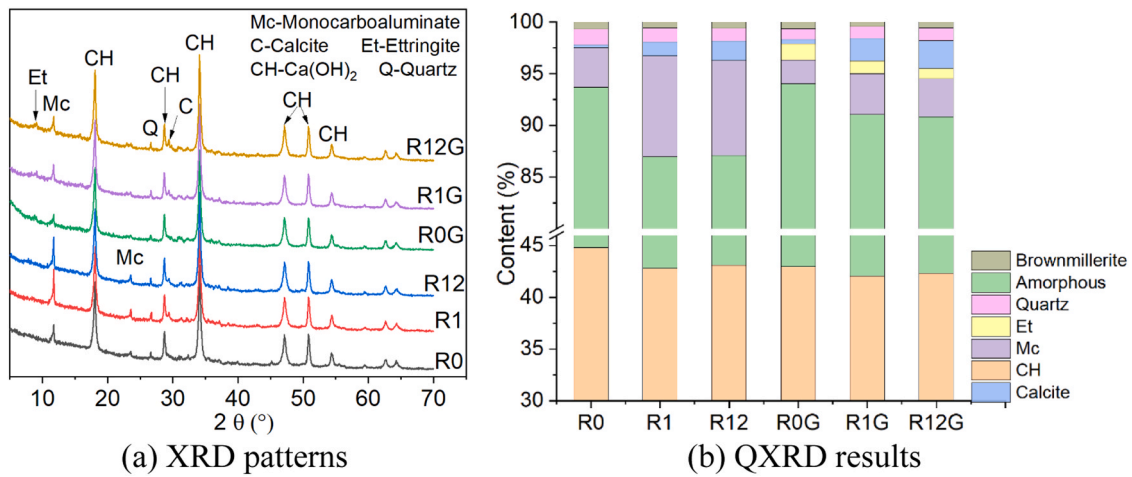 Mc-Monocarboaluminate
C-Calcite Et-Ettringite
CH-Ca(OH)2 Q-Quartz
CH
CH
Et
Mc
CH
C
Q
CH
CH
R12G
R1G
R0G
Mc
R12
R1
R0
10 20 30 40 50 60 70
2 θ (°)
(a) XRD patterns
100
95
90
85
45
40
35
30
Content (%)
R0 R1 R12 R0G R1G R12G
Brownmillerite
Amorphous
Quartz
Et
Mc
CH
Calcite
(b) QXRD results